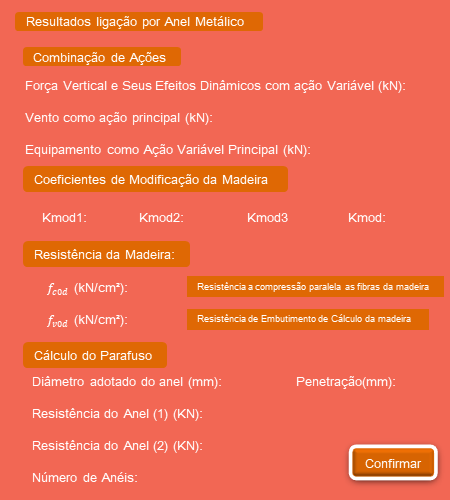 Resultados ligação por Anel Metálico
Combinação de Ações
Força Vertical e Seus Efeitos Dinâmicos com ação Variável (kN):
Vento como ação principal (kN):
Equipamento como Ação Variável Principal (kN):
Coeficientes de Modificação da Madeira
Kmod1: Kmod2: Kmod3 Kmod:
Resistência da Madeira:
f_c0d (kN/cm²): Resistência a compressão paralela as fibras da madeira
f_v0d (kN/cm²): Resistência de Embutimento de Cálculo da madeira
Cálculo do Parafuso
Diâmetro adotado do anel (mm): Penetração(mm):
Resistência do Anel (1) (KN):
Resistência do Anel (2) (KN):
Número de Anéis:
Confirmar